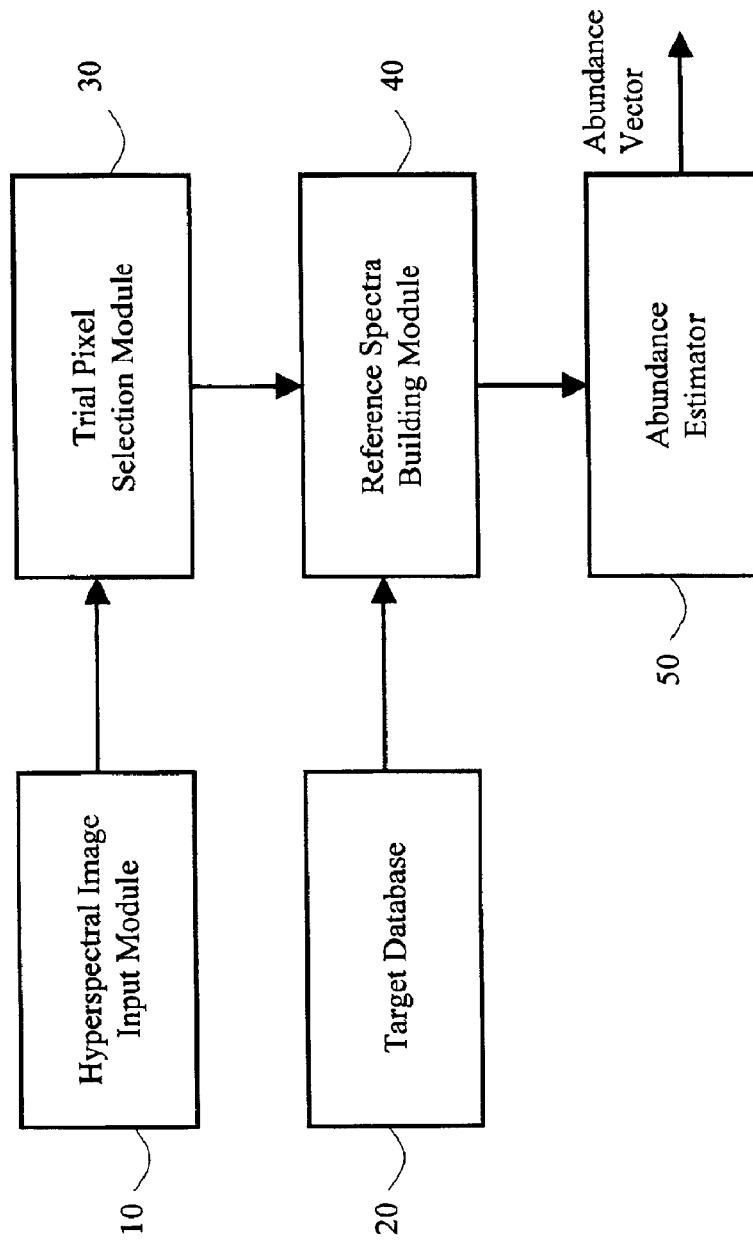 10
Hyperspectral Image
Input Module
30
Trial Pixel
Selection Module
20
Target Database
40
Reference Spectra
Building Module
50
Abundance
Estimator
Abundance
Vector